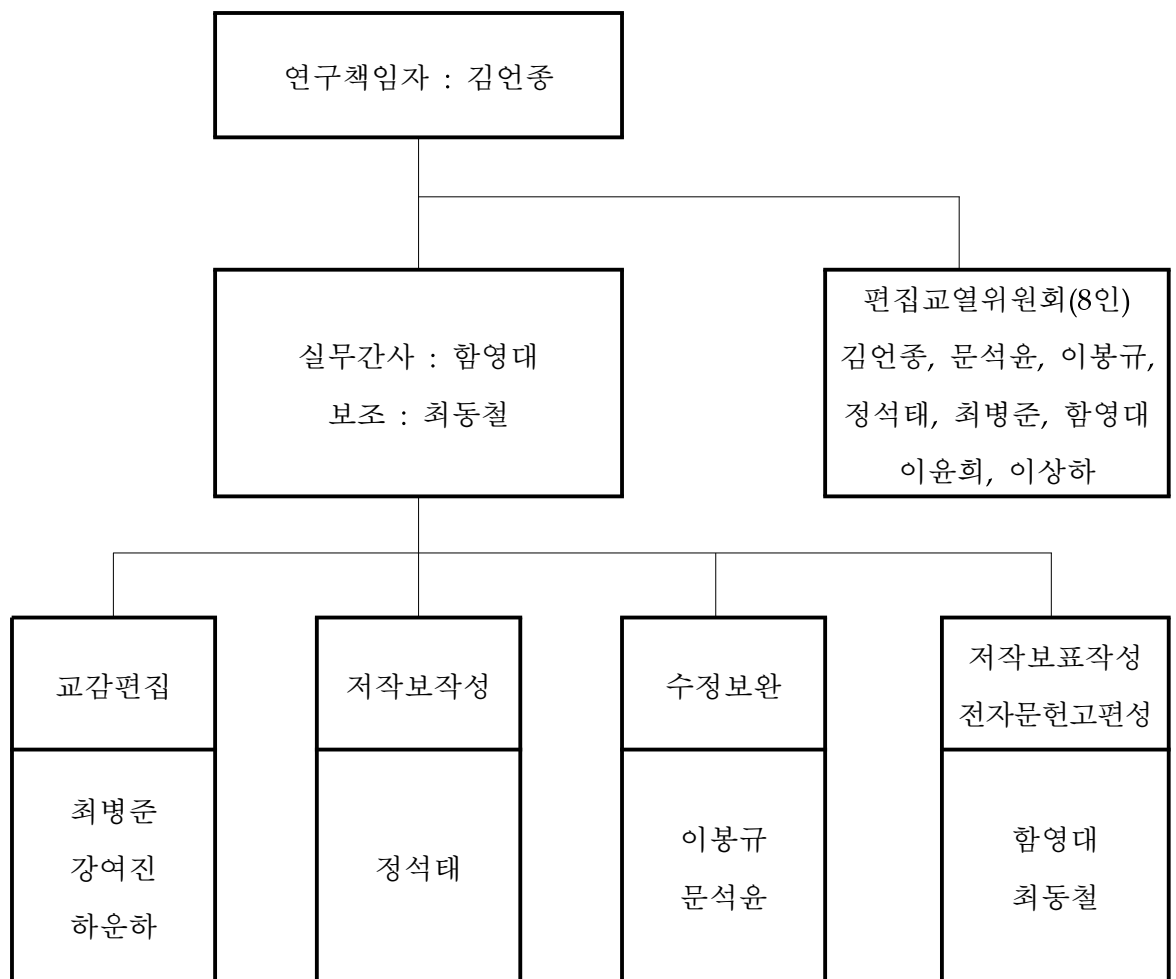 연구책임자 : 김언종
실무간사 : 함영대
보조 : 최동철
편집교열위원회(8인)
김언종, 문석윤, 이봉규,
정석태, 최병준, 함영대
이윤희, 이상하
교감편집
최병준
강여진
하운하
저작보작성
정석태
수정보완
이봉규
문석윤
저작보표작성
전자문헌고편성
함영대
최동철